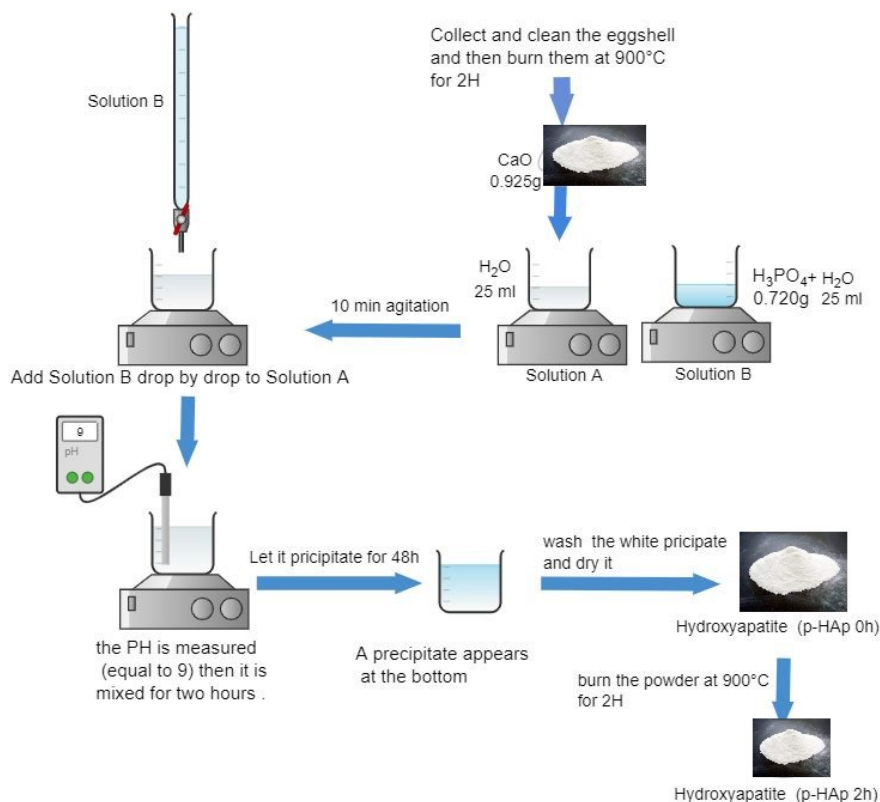 Collect and clean the eggshell
and then burn them at 900°C
for 2H
Solution B
CaO
0.925g
H₂O
25 ml
H₃PO₄+ H₂O
0.720g 25 ml
10 min agitation
Solution A
Solution B
Add Solution B drop by drop to Solution A
9
pH
Let it pricipitate for 48h
wash the white pricipate
and dry it
the PH is measured
(equal to 9) then it is
mixed for two hours .
A precipitate appears
at the bottom
Hydroxyapatite (p-HAp 0h)
burn the powder at 900°C
for 2H
Hydroxyapatite (p-HAp 2h)